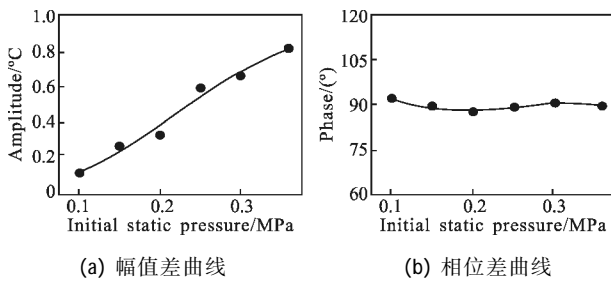 1.0
0.8
0.6
0.4
0.2
0
Amplitude/℃
0.1 0.2 0.3
Initial static pressure/MPa
(a) 幅值差曲线
120
105
90
75
60
Phase/(°)
0.1 0.2 0.3
Initial static pressure/MPa
(b) 相位差曲线